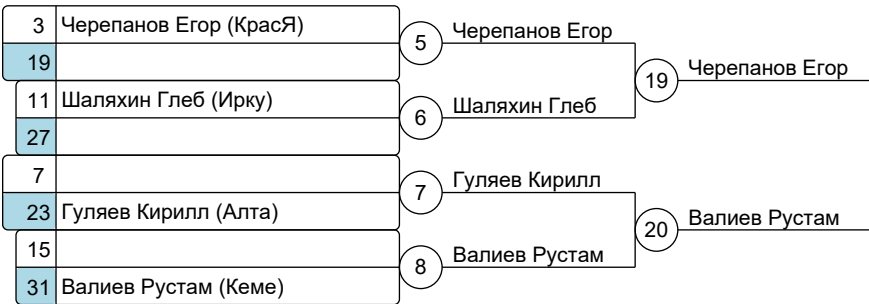 3 Черепанов Егор (КрасЯ)
5 Черепанов Егор
19
19 Черепанов Егор
11 Шаляхин Глеб (Ирку)
6 Шаляхин Глеб
27
7
7 Гуляев Кирилл
23 Гуляев Кирилл (Алта)
20 Валиев Рустам
15
8 Валиев Рустам
31 Валиев Рустам (Кеме)